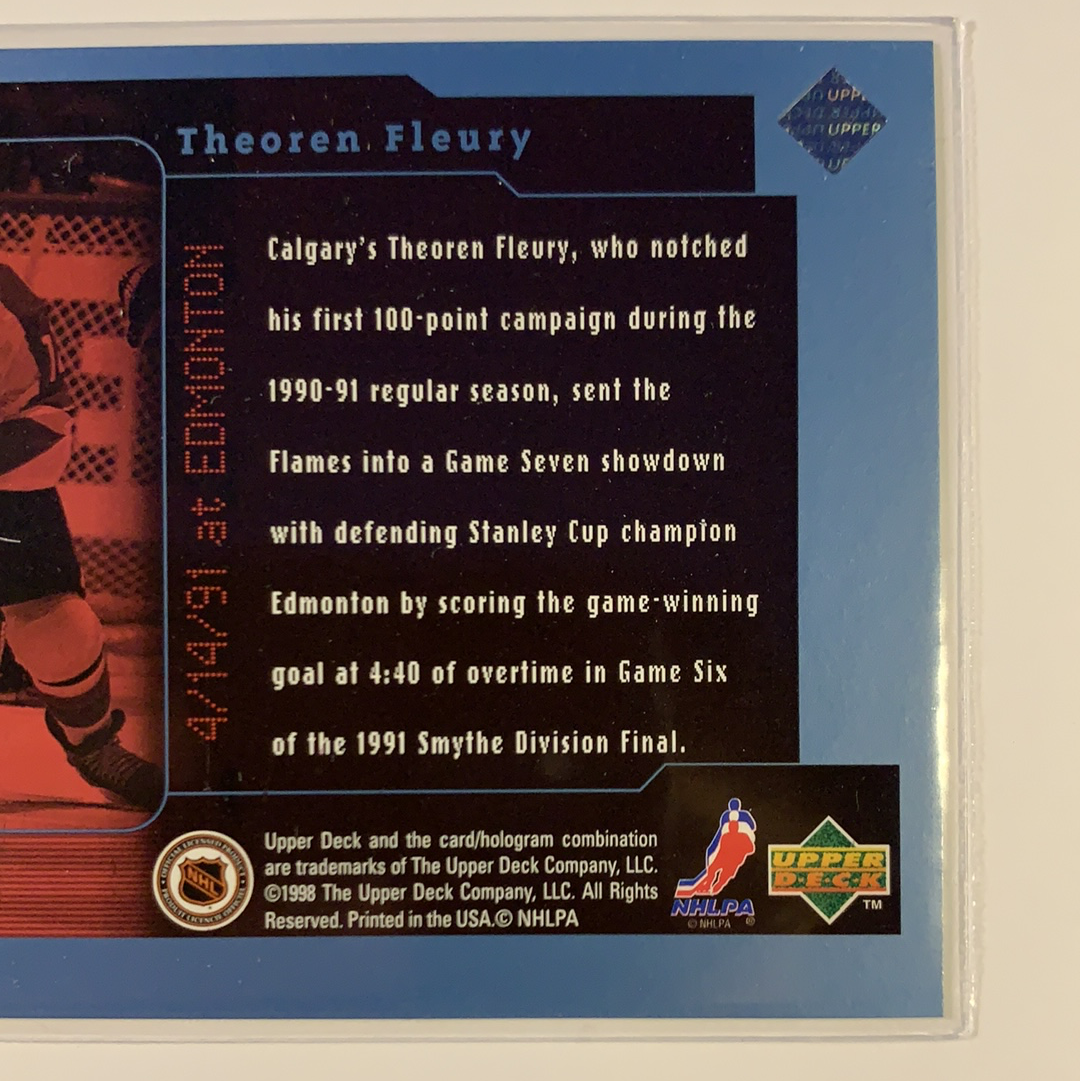 Theoren Fleury
4/14/91 at EDMONTON
Calgary's Theoren Fleury, who notched
his first 100-point campaign during the
1990-91 regular season, sent the
Flames into a Game Seven showdown
with defending Stanley Cup champion
Edmonton by scoring the game-winning
goal at 4:40 of overtime in Game Six
of the 1991 Smythe Division Final.
Upper Deck and the card/hologram combination
are trademarks of The Upper Deck Company, LLC.
©1998 The Upper Deck Company, LLC. All Rights
Reserved. Printed in the USA.© NHLPA
NHL
NHLPA
© NHLPA ®
UPPER
DECK
TM
UPPER